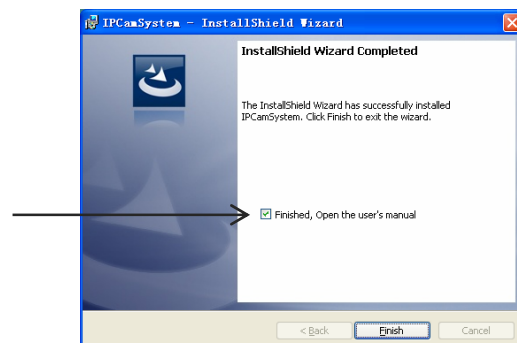 IPCamSystem - InstallShield Wizard
InstallShield Wizard Completed
The InstallShield Wizard has successfully installed
IPCamSystem. Click Finish to exit the wizard.
Finished, Open the user's manual
< Back Finish Cancel